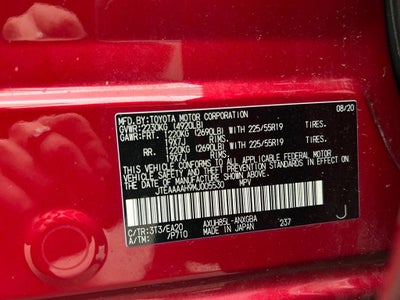 MFD. BY: TOYOTA MOTOR CORPORATION 08/20
GVWR: 2230KG (4920LB)
GAWR: FRT. 1220KG (2690LB) WITH 225/55R19 TIRES.
19X7J RIMS.
RR. 1220KG (2690LB) WITH 225/55R19 TIRES.
19X7J RIMS.
THIS VEHICLE CONFORMS TO ALL APPLICABLE FEDERAL MOTOR
VEHICLE SAFETY, BUMPER, AND THEFT PREVENTION STANDARDS
IN EFFECT ON THE DATE OF MANUFACTURE SHOWN ABOVE.
JTEAAAAH9MJ005530 MPV
C/TR: 3T3/EA20 AXUH85L-ANXGBA
A/TM: -/P710 *237 J